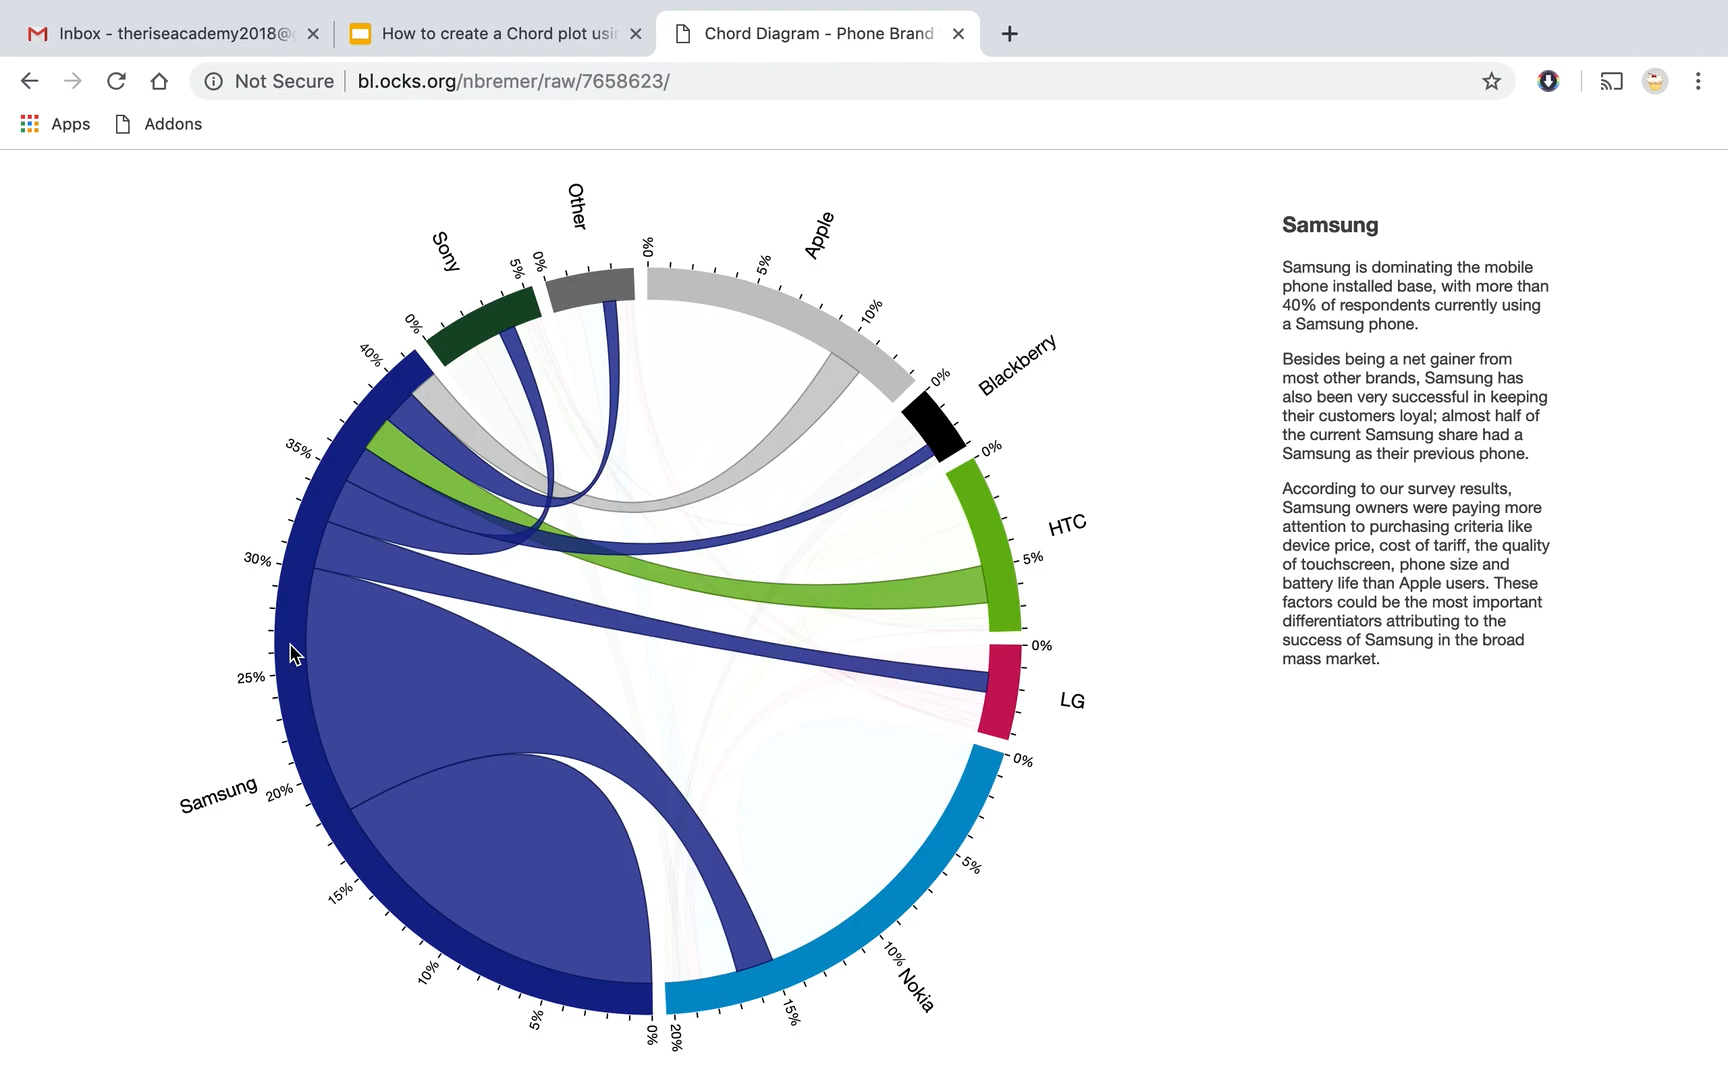 Inbox - theriseacademy2018@
How to create a Chord plot usi
Chord Diagram - Phone Brand
Not Secure
bl.ocks.org/nbremer/raw/7658623/
Apps
Addons
Other
Sony
Apple
Blackberry
HTC
LG
Nokia
Samsung
0%
5%
10%
0%
0%
5%
0%
0%
5%
10%
15%
20%
0%
5%
10%
15%
20%
25%
30%
35%
40%
0%
5%
0%
Samsung
Samsung is dominating the mobile
phone installed base, with more than
40% of respondents currently using
a Samsung phone.
Besides being a net gainer from
most other brands, Samsung has
also been very successful in keeping
their customers loyal; almost half of
the current Samsung share had a
Samsung as their previous phone.
According to our survey results,
Samsung owners were paying more
attention to purchasing criteria like
device price, cost of tariff, the quality
of touchscreen, phone size and
battery life than Apple users. These
factors could be the most important
differentiators attributing to the
success of Samsung in the broad
mass market.